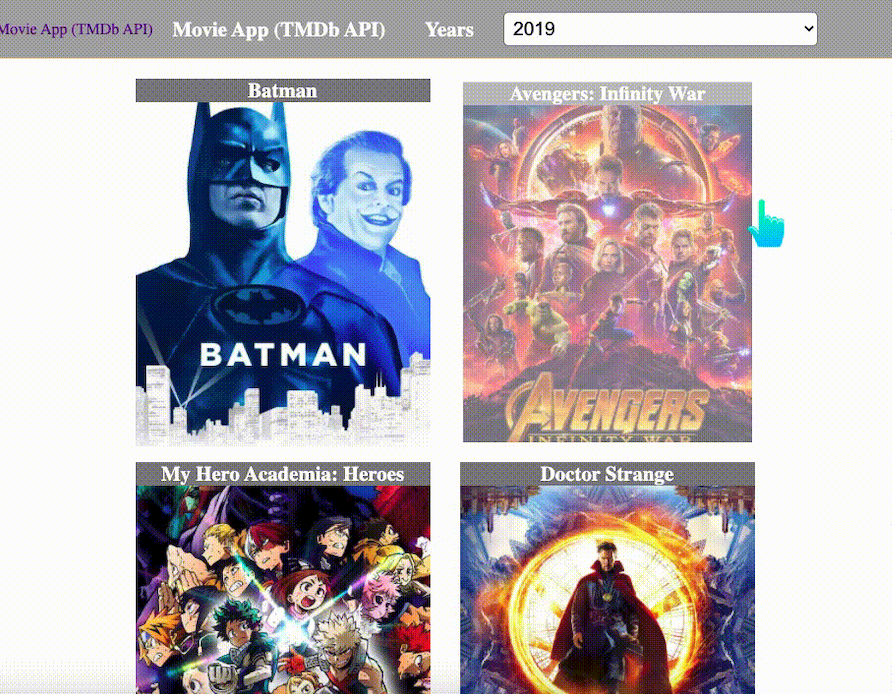 Movie App (TMDb API)
Movie App (TMDb API)
Years
2019
Batman
Avengers: Infinity War
BATMAN
AVENGERS
INFINITY WAR
My Hero Academia: Heroes
Doctor Strange